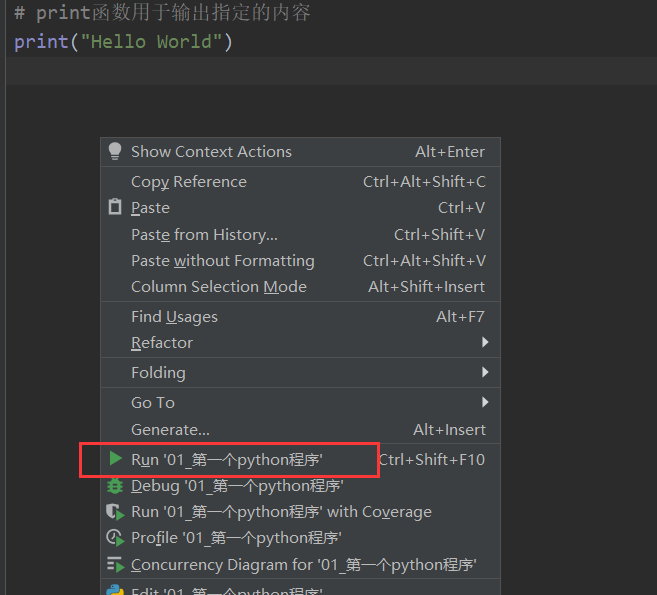 # print函数用于输出指定的内容
print("Hello World")
Show Context Actions Alt+Enter
Copy Reference Ctrl+Alt+Shift+C
Paste Ctrl+V
Paste from History... Ctrl+Shift+V
Paste without Formatting Ctrl+Alt+Shift+V
Column Selection Mode Alt+Shift+Insert
Find Usages Alt+F7
Refactor
Folding
Go To
Generate... Alt+Insert
Run '01_第一个python程序' Ctrl+Shift+F10
Debug '01_第一个python程序'
Run '01_第一个python程序' with Coverage
Profile '01_第一个python程序'
Concurrency Diagram for '01_第一个python程序'
Edit '01_第一个python程序'